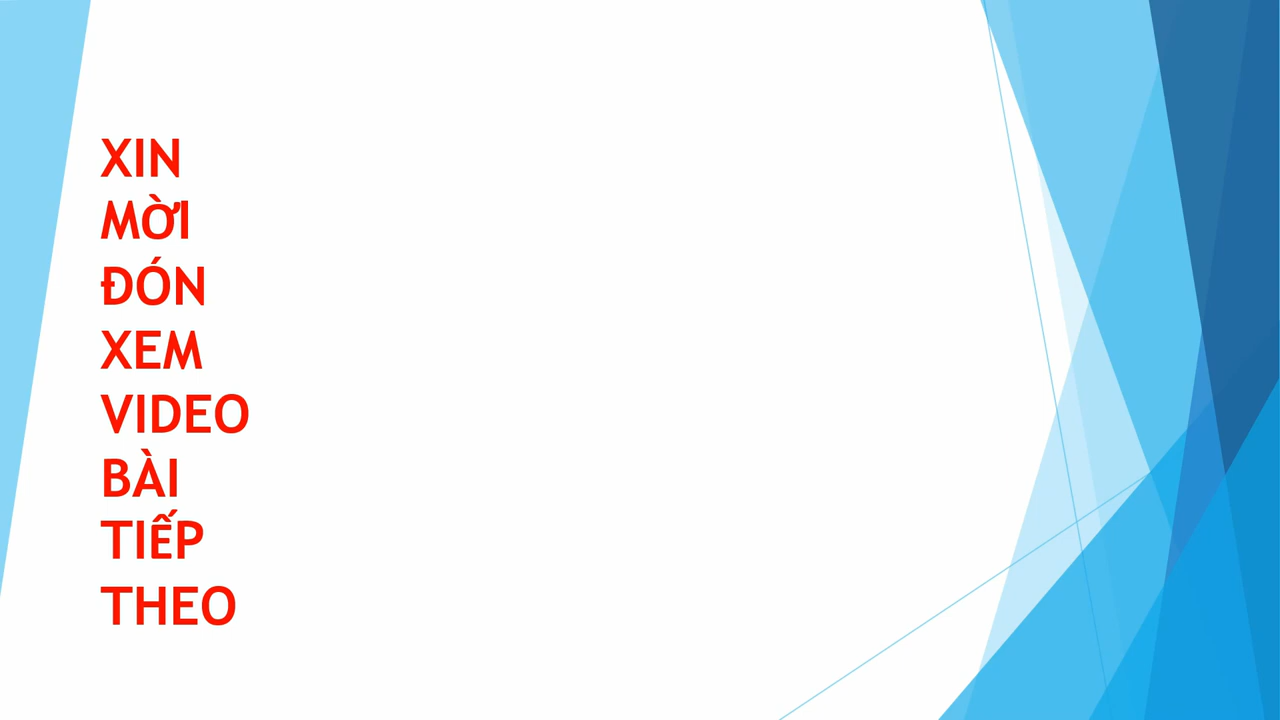 XIN
MỜI
ĐÓN
XEM
VIDEO
BÀI
TIẾP
THEO